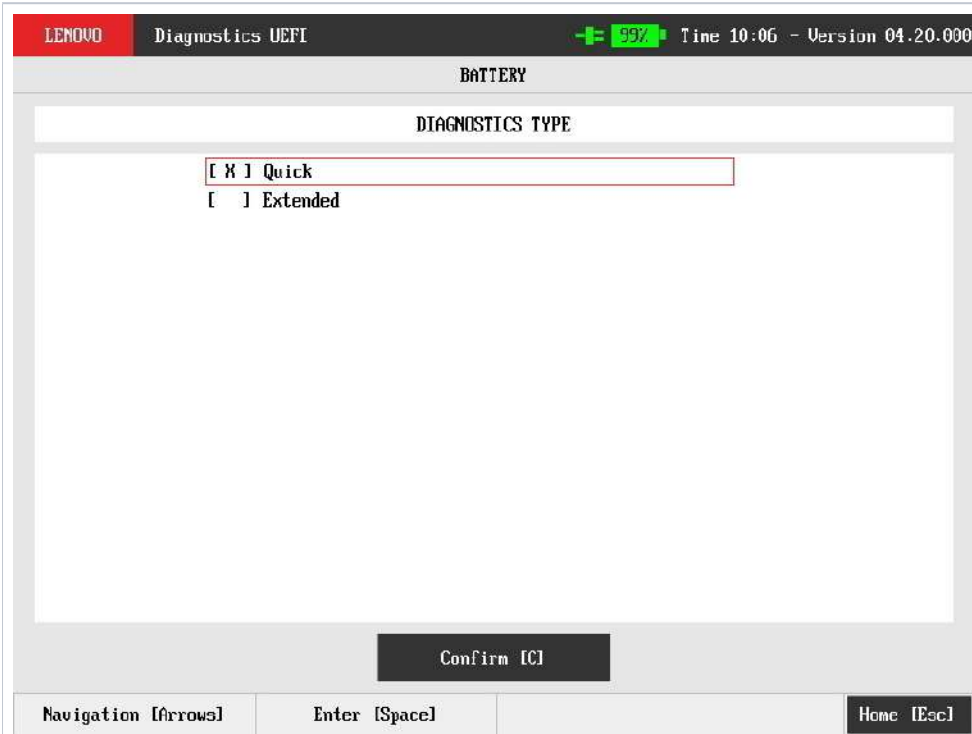 LENOVO Diagnostics UEFI 99% Time 10:06 - Version 04.20.000
BATTERY
DIAGNOSTICS TYPE
[ X ] Quick
[ ] Extended
Confirm [C]
Navigation [Arrows] Enter [Space] Home [Esc]